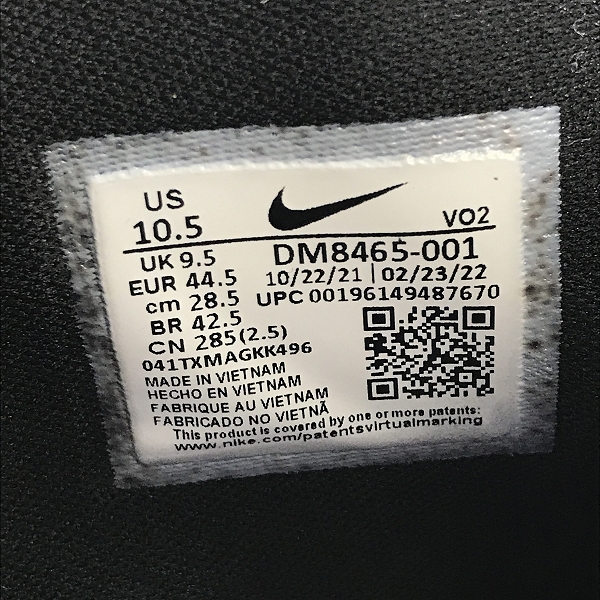 US
10.5
VO2
UK 9.5
DM8465-001
EUR 44.5
10/22/21 | 02/23/22
cm 28.5
UPC 00196149487670
BR 42.5
CN 285(2.5)
041TXMAGKK496
MADE IN VIETNAM
HECHO EN VIETNAM
FABRIQUE AU VIETNAM
FABRICADO NO VIETNÃ
This product is covered by one or more patents:
www.nike.com/patentsvirtualmarking